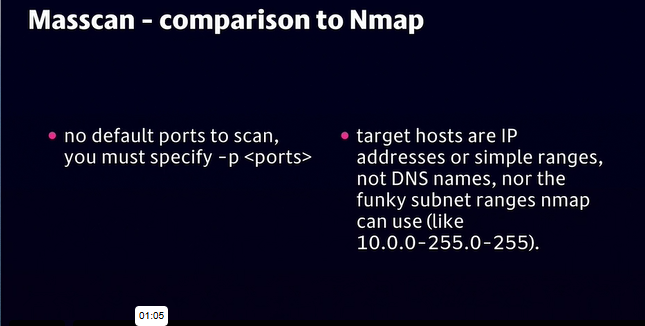 Masscan - comparison to Nmap
no default ports to scan,
you must specify -p <ports>
target hosts are IP
addresses or simple ranges,
not DNS names, nor the
funky subnet ranges nmap
can use (like
10.0.0-255.0-255).
01:05